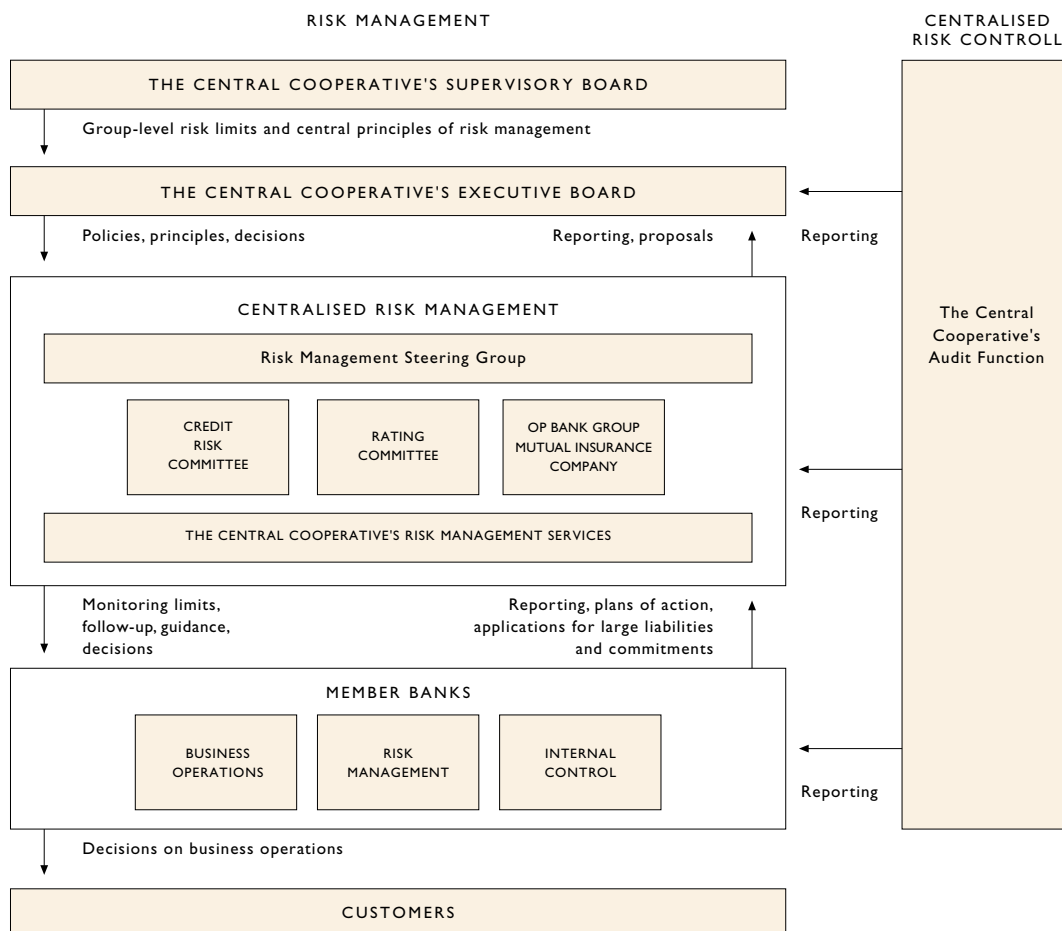 RISK MANAGEMENT
CENTRALISED
RISK CONTROLL
THE CENTRAL COOPERATIVE'S SUPERVISORY BOARD
Group-level risk limits and central principles of risk management
THE CENTRAL COOPERATIVE'S EXECUTIVE BOARD
Policies, principles, decisions
Reporting, proposals
Reporting
CENTRALISED RISK MANAGEMENT
The Central
Cooperative's
Audit Function
Risk Management Steering Group
CREDIT
RISK
COMMITTEE
RATING
COMMITTEE
OP BANK GROUP
MUTUAL INSURANCE
COMPANY
Reporting
THE CENTRAL COOPERATIVE'S RISK MANAGEMENT SERVICES
Monitoring limits,
follow-up, guidance,
decisions
Reporting, plans of action,
applications for large liabilities
and commitments
MEMBER BANKS
BUSINESS
OPERATIONS
RISK
MANAGEMENT
INTERNAL
CONTROL
Reporting
Decisions on business operations
CUSTOMERS